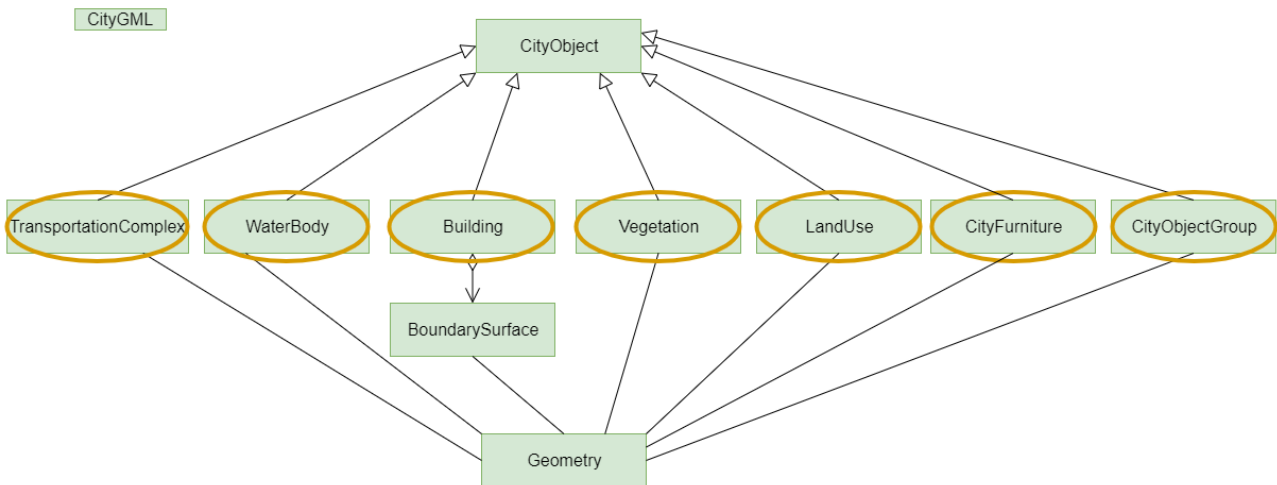 CityGML
CityObject
TransportationComplex
WaterBody
Building
Vegetation
LandUse
CityFurniture
CityObjectGroup
BoundarySurface
Geometry